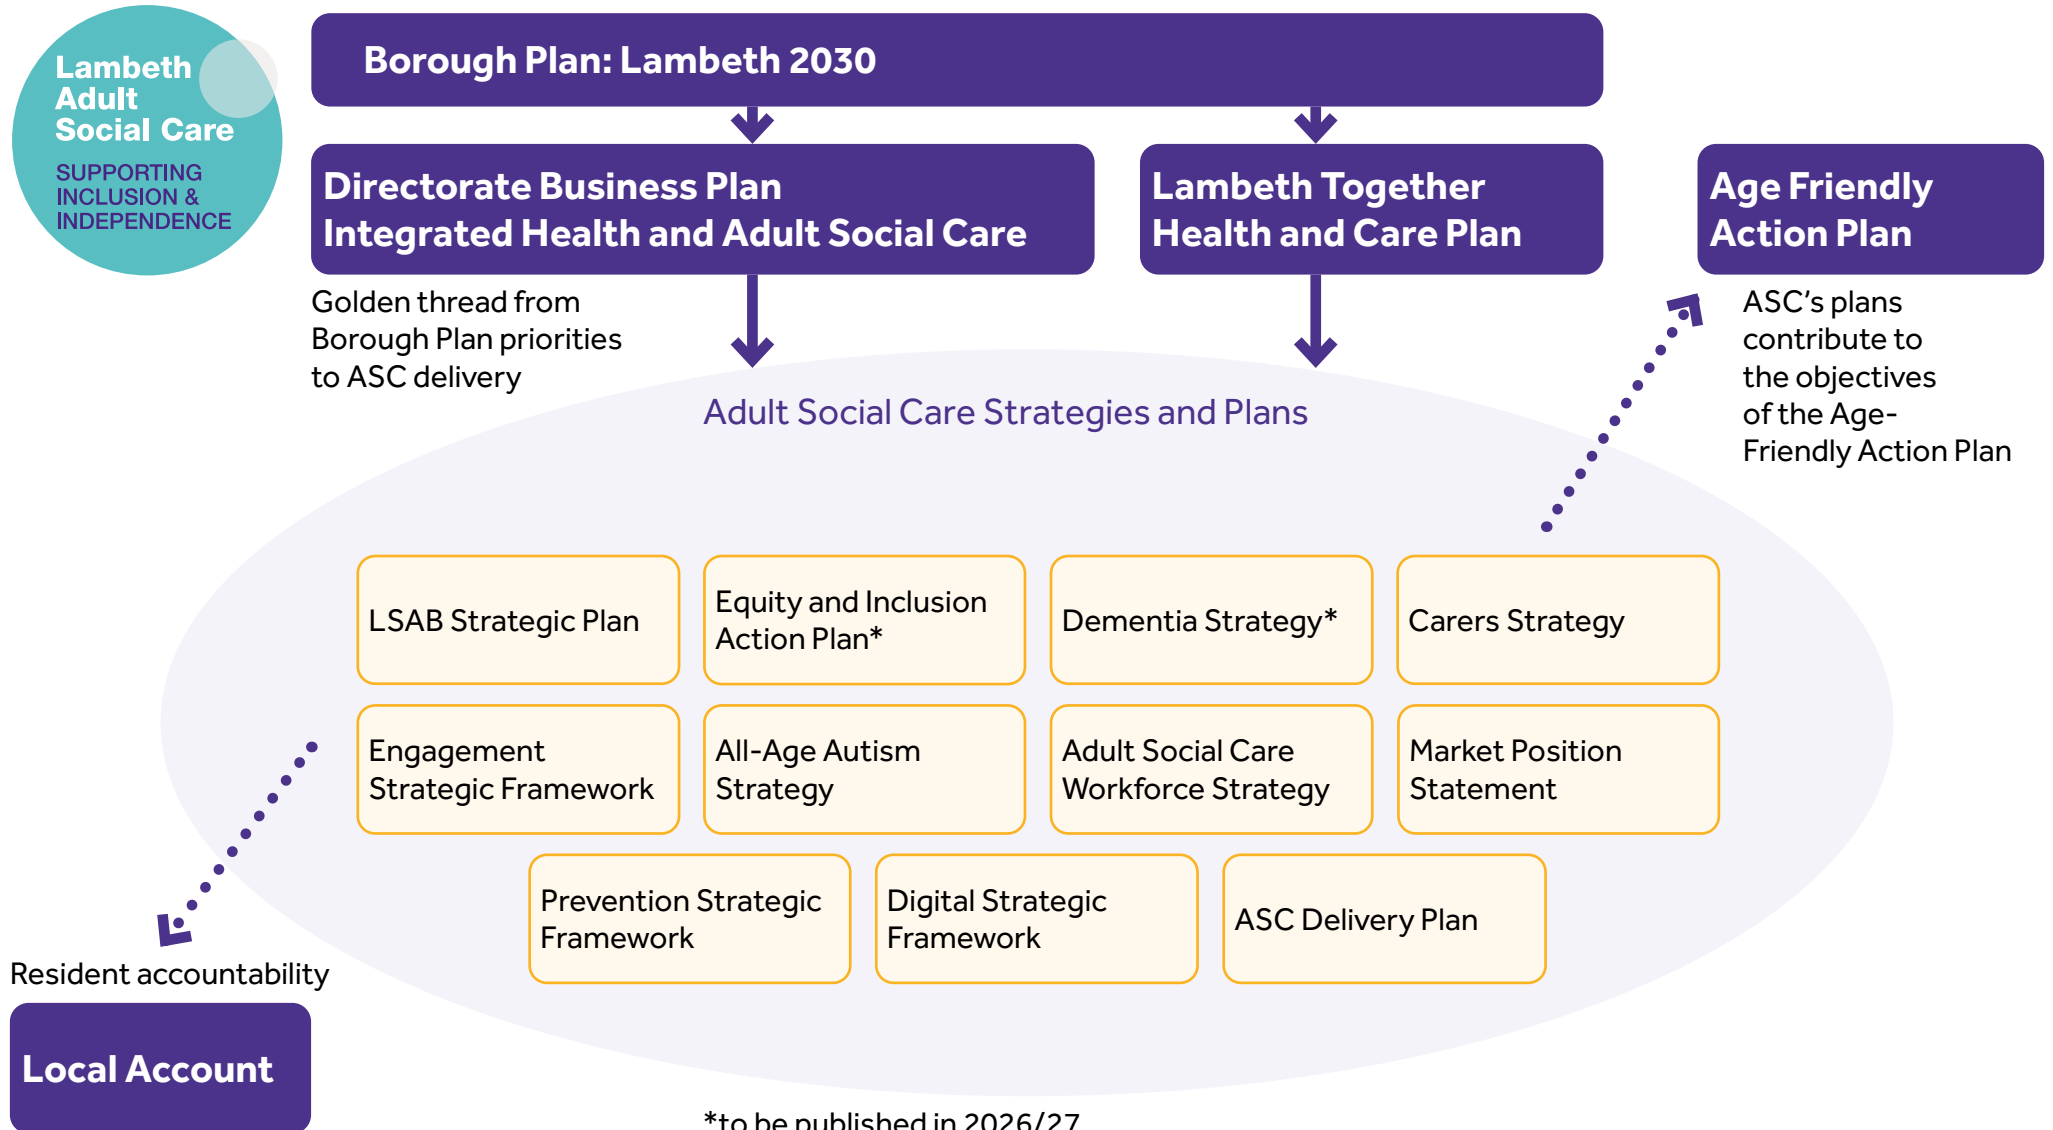 Lambeth
Adult
Social Care
SUPPORTING
INCLUSION &
INDEPENDENCE
Borough Plan: Lambeth 2030
Directorate Business Plan
Integrated Health and Adult Social Care
Lambeth Together
Health and Care Plan
Age Friendly
Action Plan
Golden thread from
Borough Plan priorities
to ASC delivery
ASC’s plans
contribute to
the objectives
of the Age-
Friendly Action Plan
Adult Social Care Strategies and Plans
LSAB Strategic Plan
Equity and Inclusion
Action Plan*
Dementia Strategy*
Carers Strategy
Engagement
Strategic Framework
All-Age Autism
Strategy
Adult Social Care
Workforce Strategy
Market Position
Statement
Prevention Strategic
Framework
Digital Strategic
Framework
ASC Delivery Plan
Resident accountability
Local Account
*to be published in 2026/27